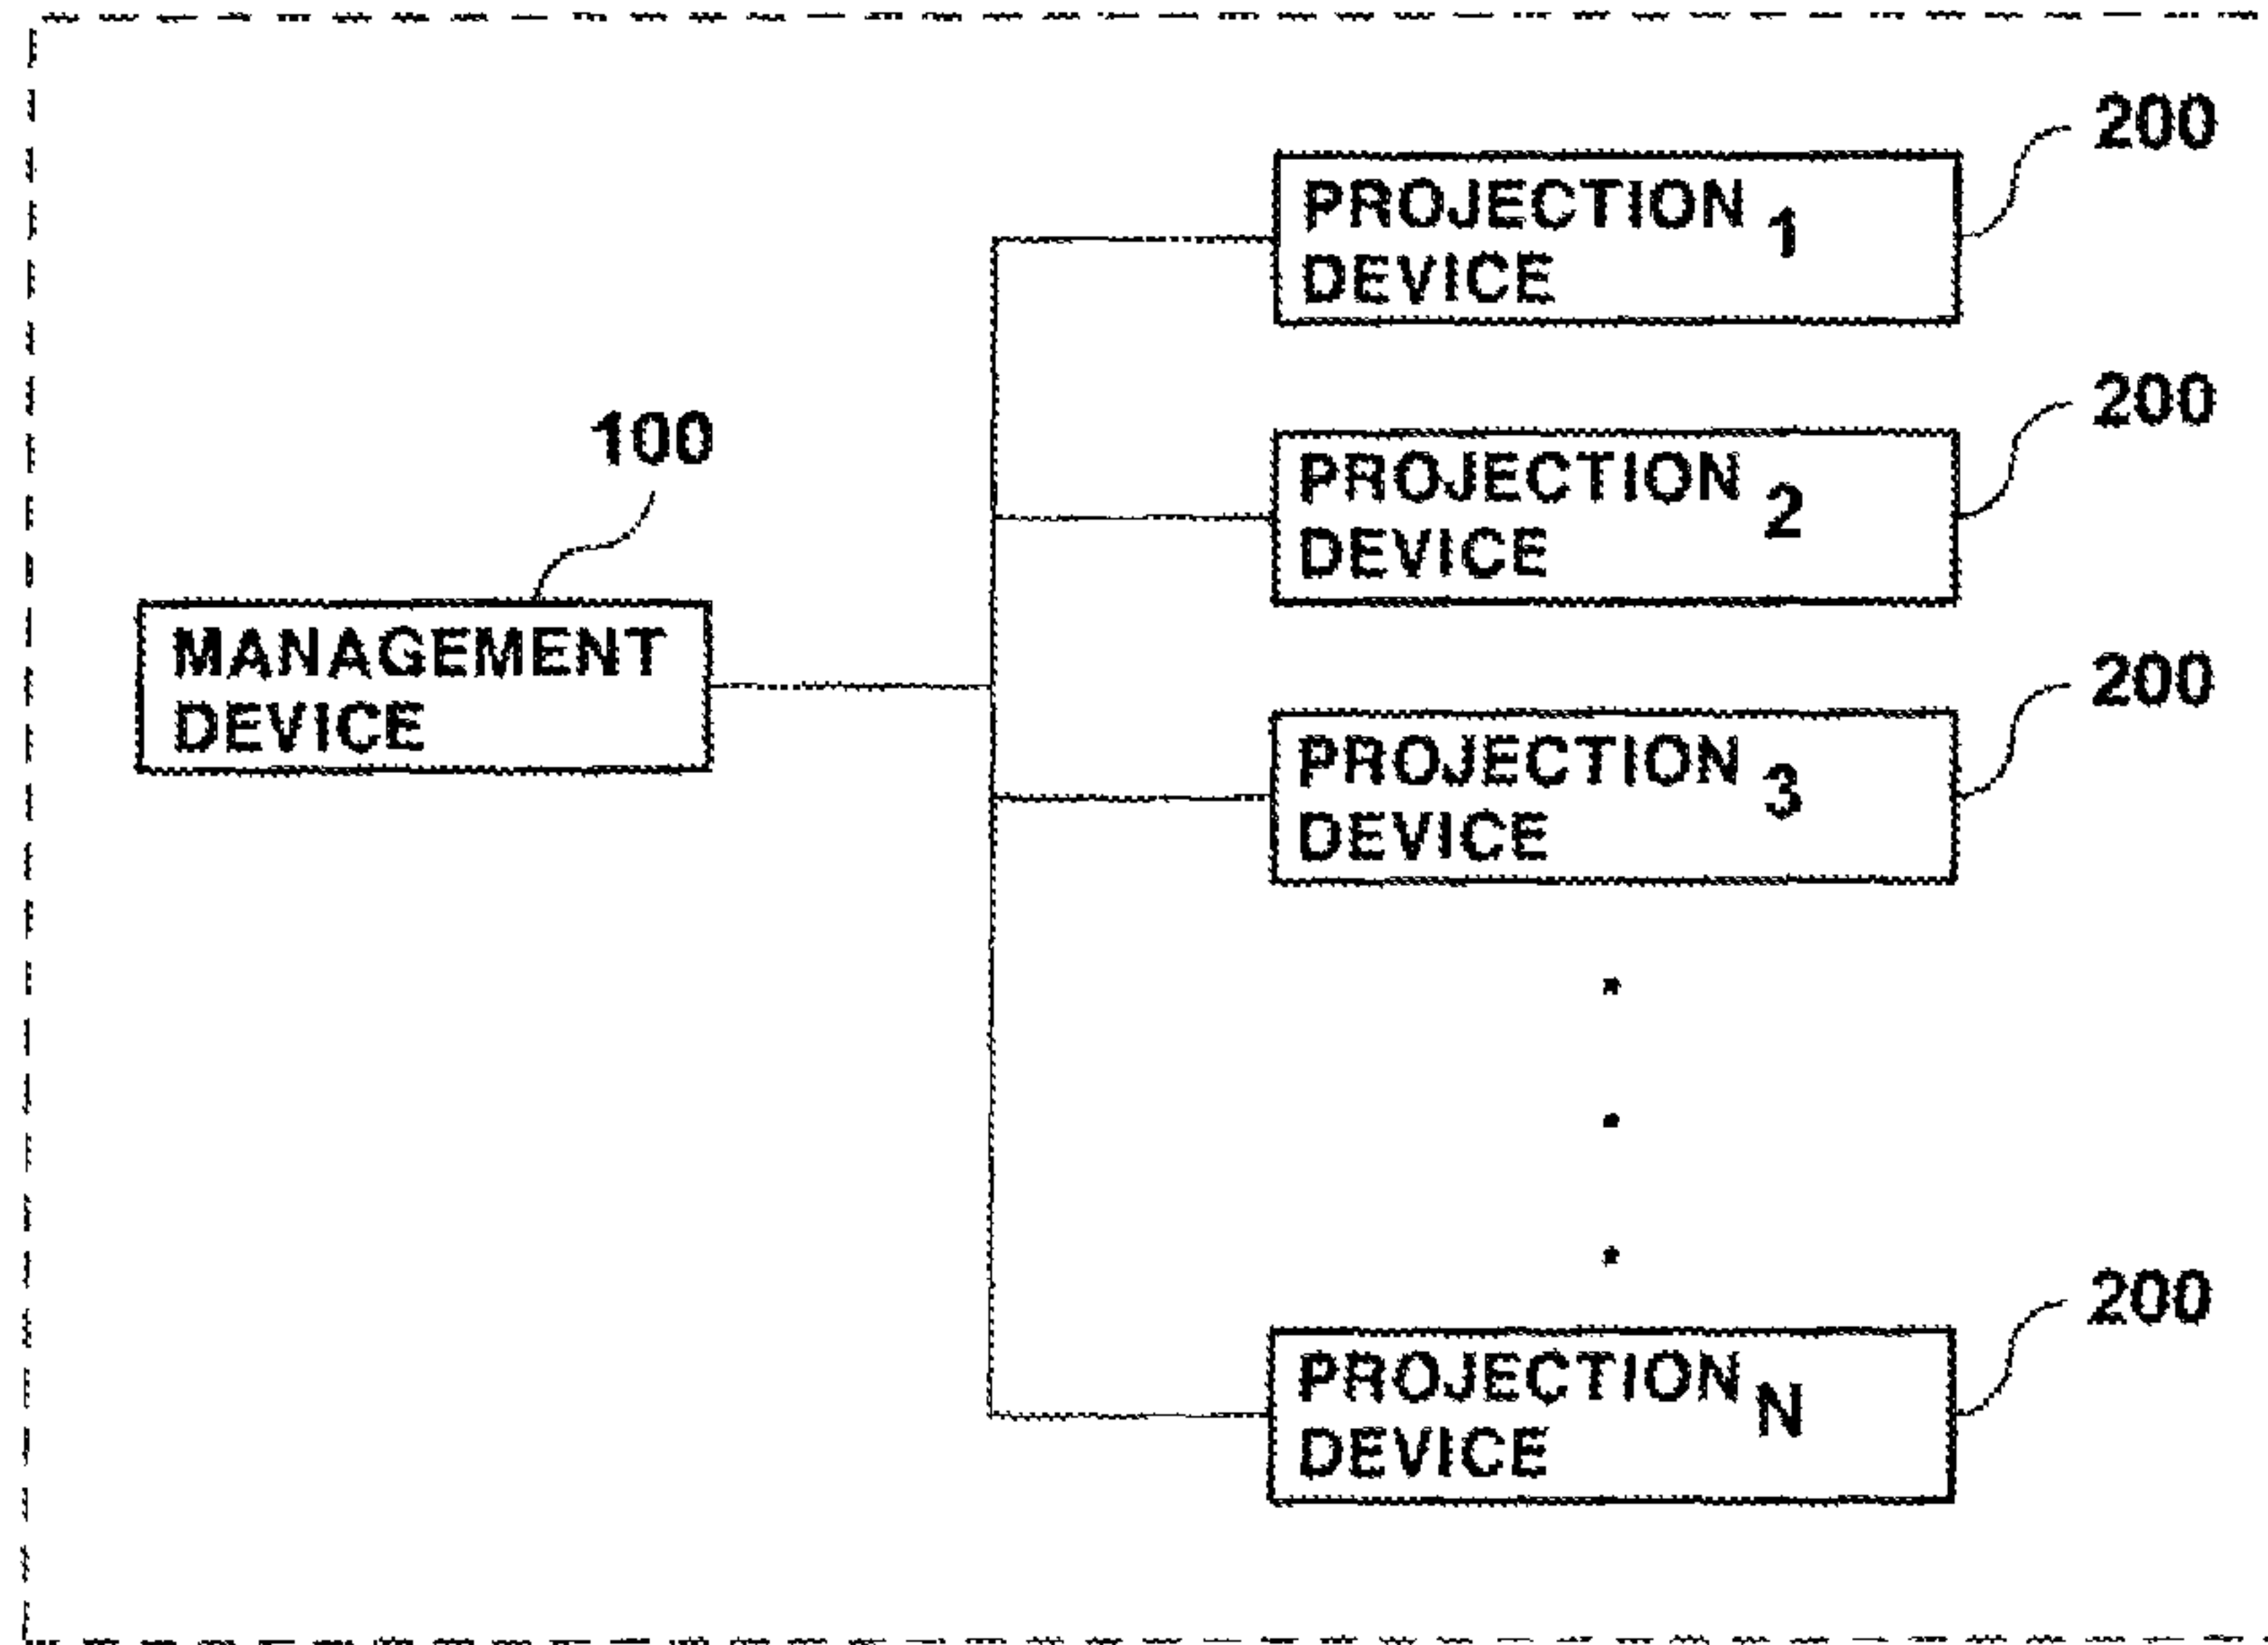 200
PROJECTION 1
DEVICE
200
PROJECTION 2
DEVICE
100
MANAGEMENT
DEVICE
200
PROJECTION 3
DEVICE
200
PROJECTION N
DEVICE